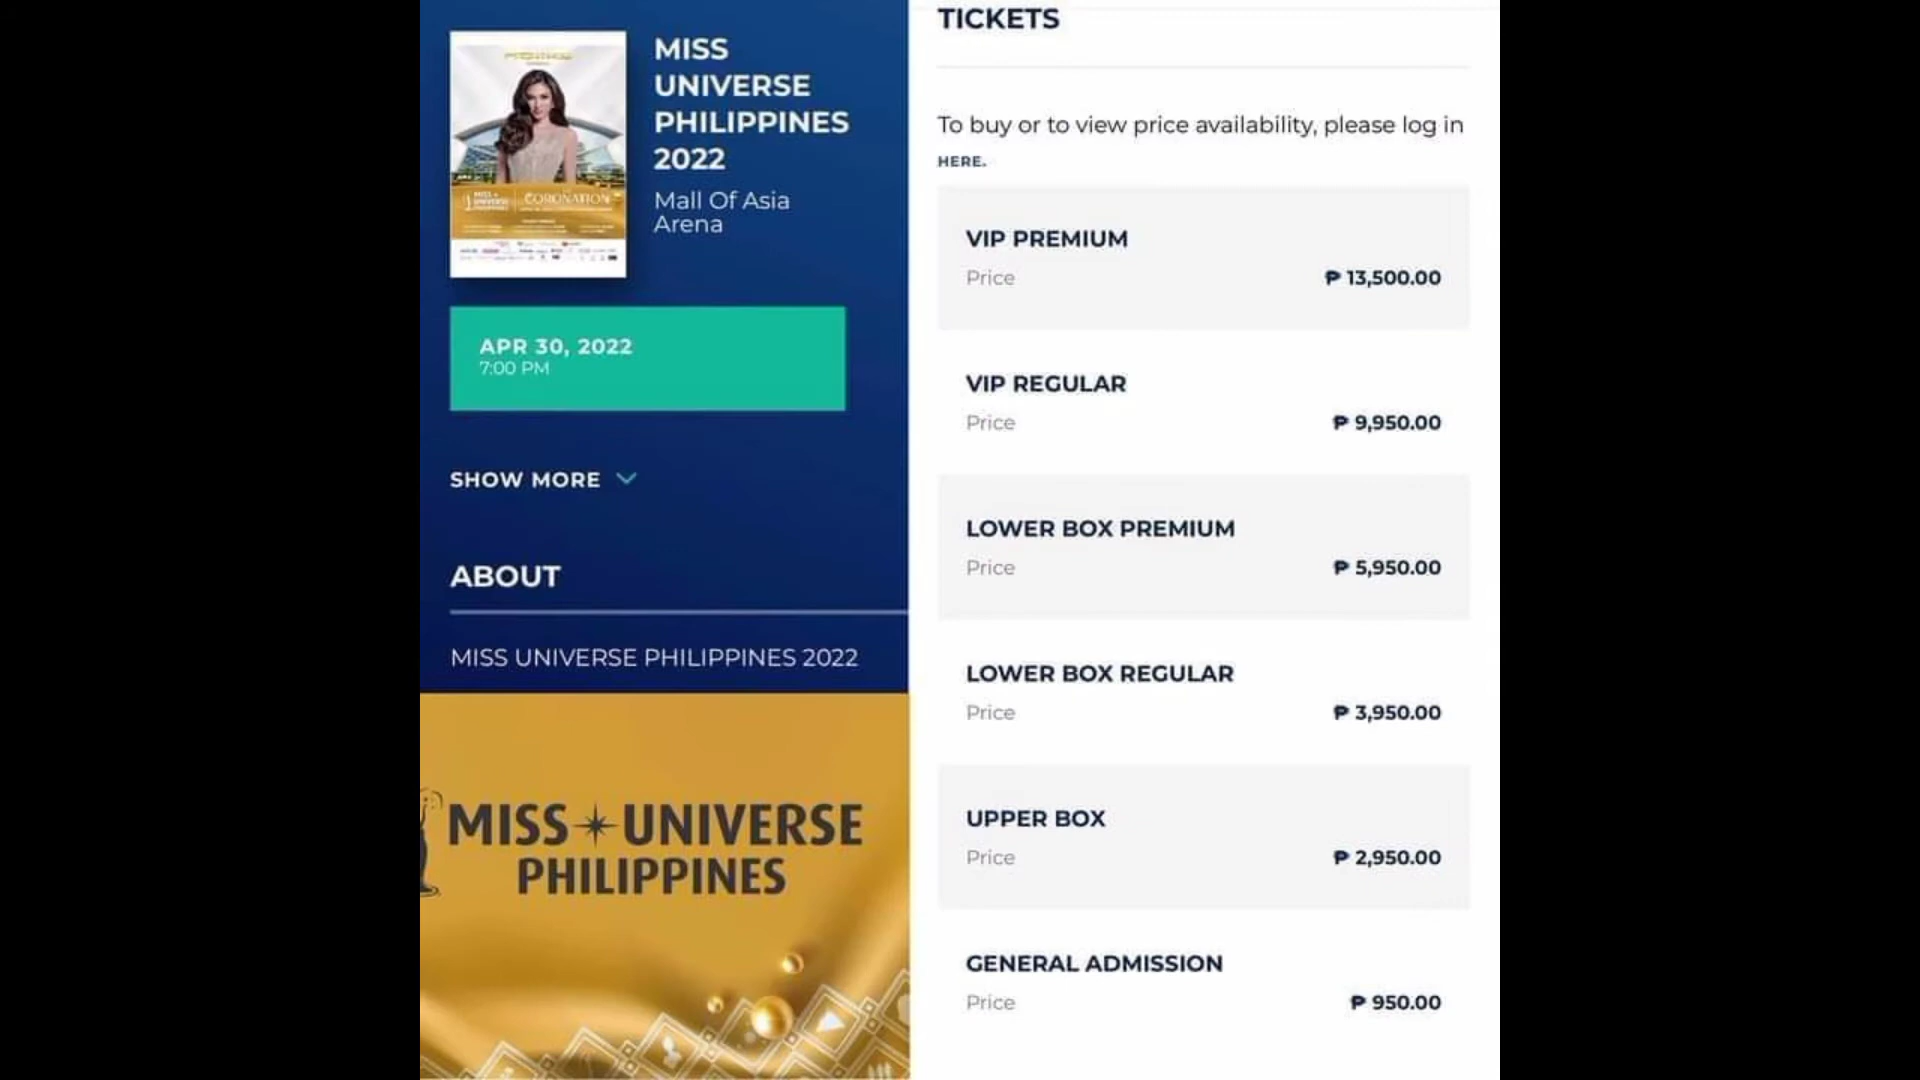 MISS
UNIVERSE
PHILIPPINES
2022
Mall Of Asia
Arena
CORONATION
APR 30, 2022
7:00 PM
SHOW MORE
ABOUT
MISS UNIVERSE PHILIPPINES 2022
MISS UNIVERSE
PHILIPPINES
TICKETS
To buy or to view price availability, please log in
HERE.
VIP PREMIUM
Price ₱ 13,500.00
VIP REGULAR
Price ₱ 9,950.00
LOWER BOX PREMIUM
Price ₱ 5,950.00
LOWER BOX REGULAR
Price ₱ 3,950.00
UPPER BOX
Price ₱ 2,950.00
GENERAL ADMISSION
Price ₱ 950.00